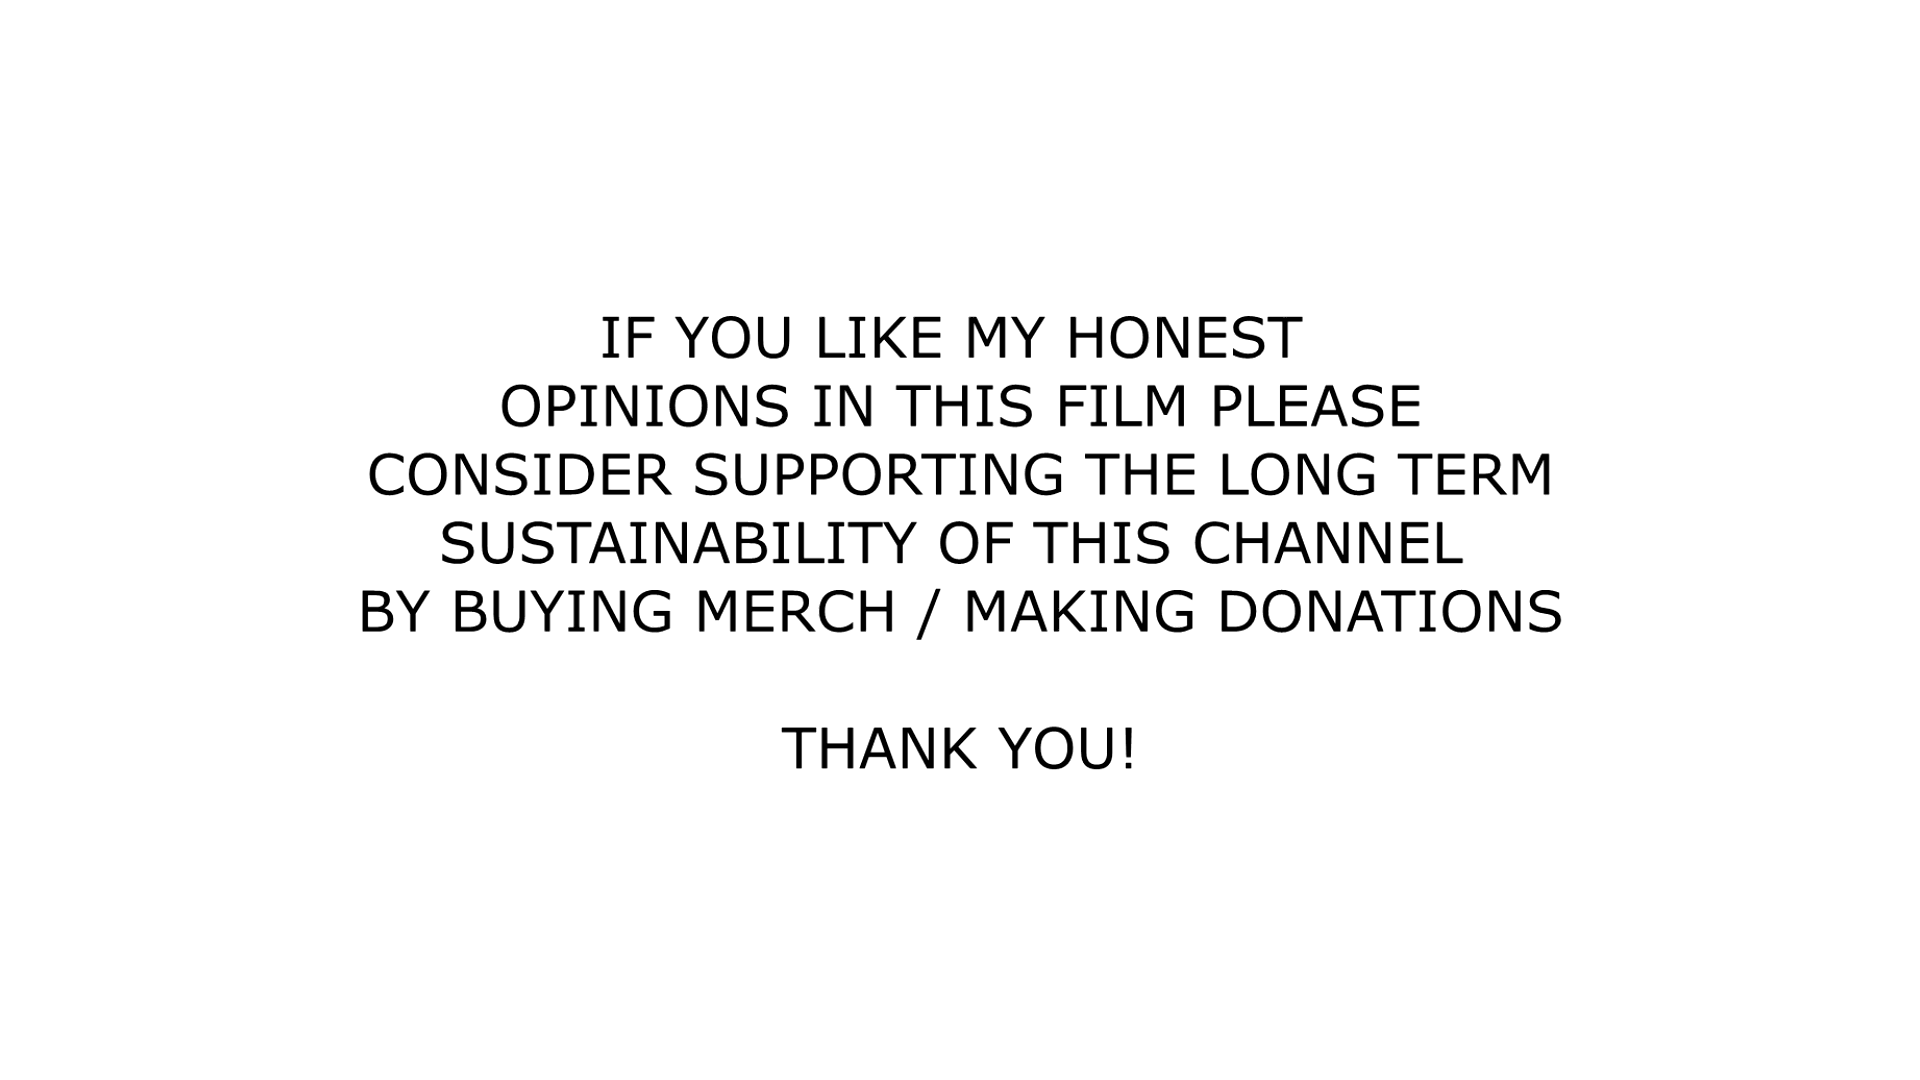 IF YOU LIKE MY HONEST
OPINIONS IN THIS FILM PLEASE
CONSIDER SUPPORTING THE LONG TERM
SUSTAINABILITY OF THIS CHANNEL
BY BUYING MERCH / MAKING DONATIONS
THANK YOU!